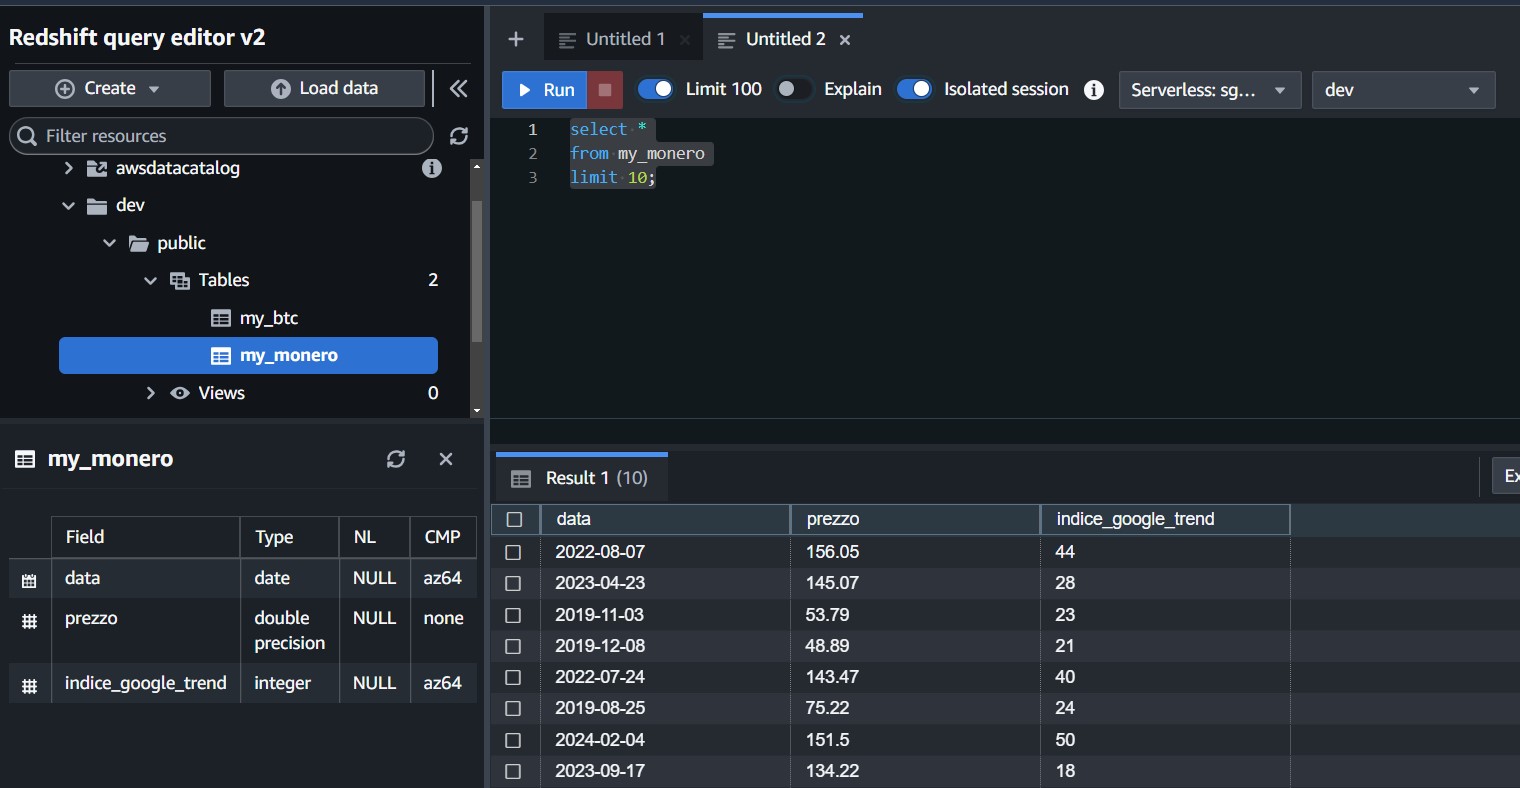 Redshift query editor v2
Create
Load data
Filter resources
awsdatacatalog
dev
public
Tables 2
my_btc
my_monero
Views 0
my_monero
Field Type NL CMP
data date NULL az64
prezzo double precision NULL none
indice_google_trend integer NULL az64
Untitled 1
Untitled 2
Run Limit 100 Explain Isolated session Serverless: sg... dev
1 select *
2 from my_monero
3 limit 10;
Result 1 (10)
Ex
data prezzo indice_google_trend
2022-08-07 156.05 44
2023-04-23 145.07 28
2019-11-03 53.79 23
2019-12-08 48.89 21
2022-07-24 143.47 40
2019-08-25 75.22 24
2024-02-04 151.5 50
2023-09-17 134.22 18